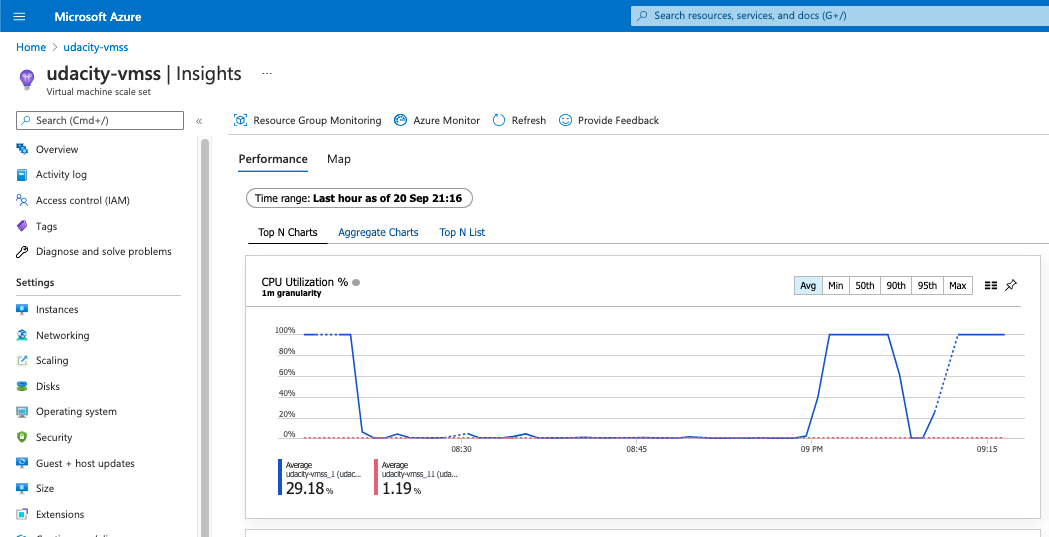 Microsoft Azure
Search resources, services, and docs (G+/)
Home > udacity-vmss
udacity-vmss | Insights ...
Virtual machine scale set
Search (Cmd+/)
«
Resource Group Monitoring
Azure Monitor
Refresh
Provide Feedback
Overview
Activity log
Access control (IAM)
Tags
Diagnose and solve problems
Settings
Instances
Networking
Scaling
Disks
Operating system
Security
Guest + host updates
Size
Extensions
Performance
Map
Time range: Last hour as of 20 Sep 21:16
Top N Charts
Aggregate Charts
Top N List
CPU Utilization %
1m granularity
Avg
Min
50th
90th
95th
Max
100%
80%
60%
40%
20%
0%
08:30
08:45
09 PM
09:15
Average
udacity-vmss_1 (udac...
29.18 %
Average
udacity-vmss_11 (uda...
1.19 %